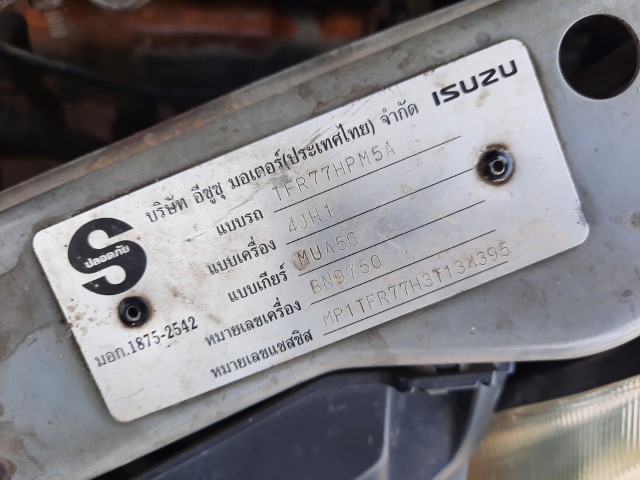 ISUZU
บริษัท อีซูซุ มอเตอร์(ประเทศไทย) จำกัด
แบบรถ TFR77HPM5A
แบบเครื่อง 4JH1
แบบเกียร์ MUA5G
หมายเลขเครื่อง BN9750
หมายเลขแชสซิส MP1TFR77H3T134395
S
ปลอดภัย
มอก.1875-2542